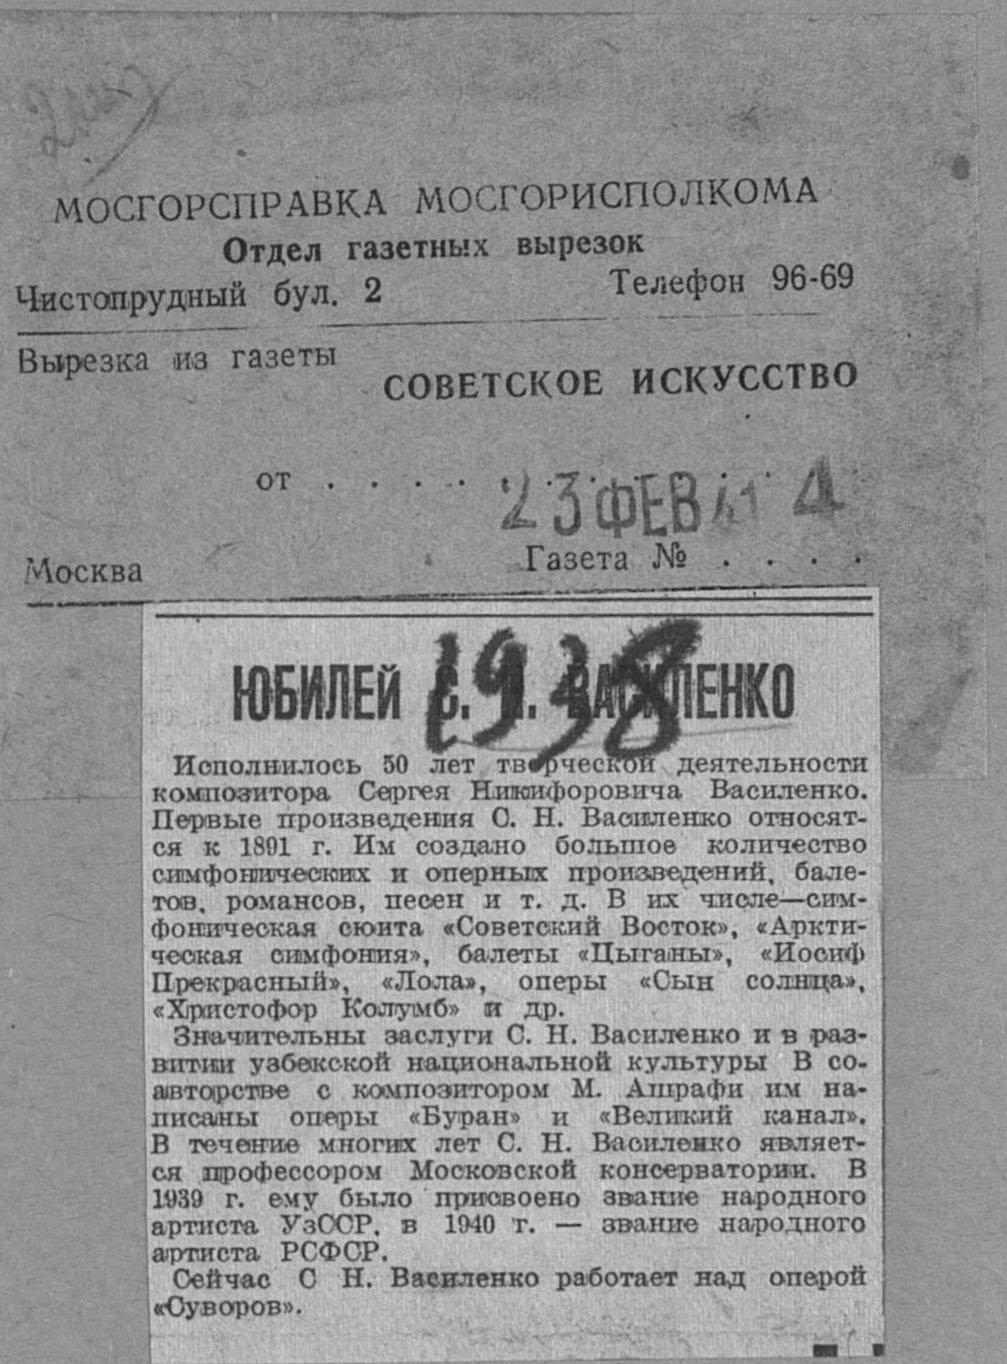 МОСГОРСПРАВКА МОСГОРИСПОЛКОМА
Отдел газетных вырезок
Чистопрудный бул. 2 Телефон 96-69
Вырезка из газеты
СОВЕТСКОЕ ИСКУССТВО
от . . . . . 23 ФЕВ 41 4
Москва Газета № . . . .
1938
ЮБИЛЕЙ С. Н. ВАСИЛЕНКО
Исполнилось 50 лет творческой деятельности
композитора Сергея Никифоровича Василенко.
Первые произведения С. Н. Василенко относят-
ся к 1891 г. Им создано большое количество
симфонических и оперных произведений, бале-
тов, романсов, песен и т. д. В их числе—сим-
фоническая сюита «Советский Восток», «Аркти-
ческая симфония», балеты «Цыганы», «Иосиф
Прекрасный», «Лола», оперы «Сын солнца»,
«Христофор Колумб» и др.
Значительны заслуги С. Н. Василенко и в раз-
витии узбекской национальной культуры В со-
авторстве с композитором М. Ашрафи им на-
писаны оперы «Буран» и «Великий канал».
В течение многих лет С. Н. Василенко являет-
ся профессором Московской консерватории. В
1939 г. ему было присвоено звание народного
артиста УзССР, в 1940 г. — звание народного
артиста РСФСР.
Сейчас С Н. Василенко работает над оперой
«Суворов».